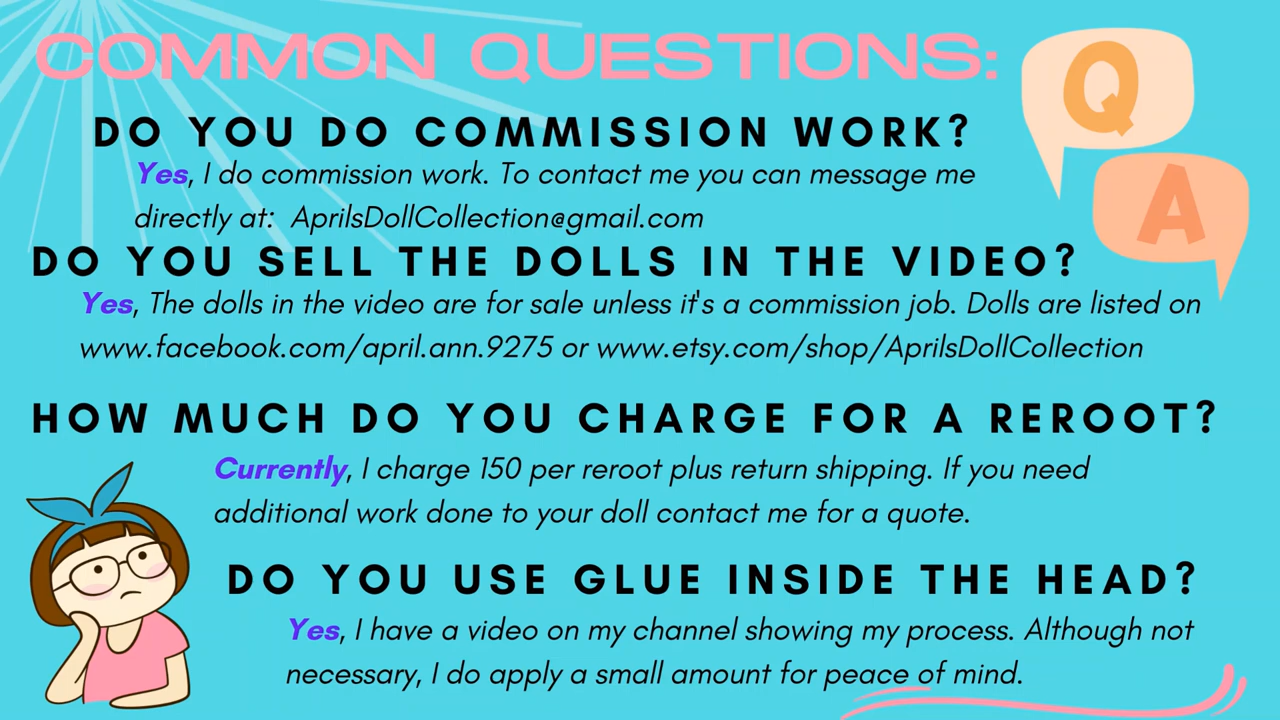 COMMON QUESTIONS:
Q
A
DO YOU DO COMMISSION WORK?
Yes, I do commission work. To contact me you can message me
directly at: AprilsDollCollection@gmail.com
DO YOU SELL THE DOLLS IN THE VIDEO?
Yes, The dolls in the video are for sale unless it's a commission job. Dolls are listed on
www.facebook.com/april.ann.9275 or www.etsy.com/shop/AprilsDollCollection
HOW MUCH DO YOU CHARGE FOR A REROOT?
Currently, I charge 150 per reroot plus return shipping. If you need
additional work done to your doll contact me for a quote.
DO YOU USE GLUE INSIDE THE HEAD?
Yes, I have a video on my channel showing my process. Although not
necessary, I do apply a small amount for peace of mind.